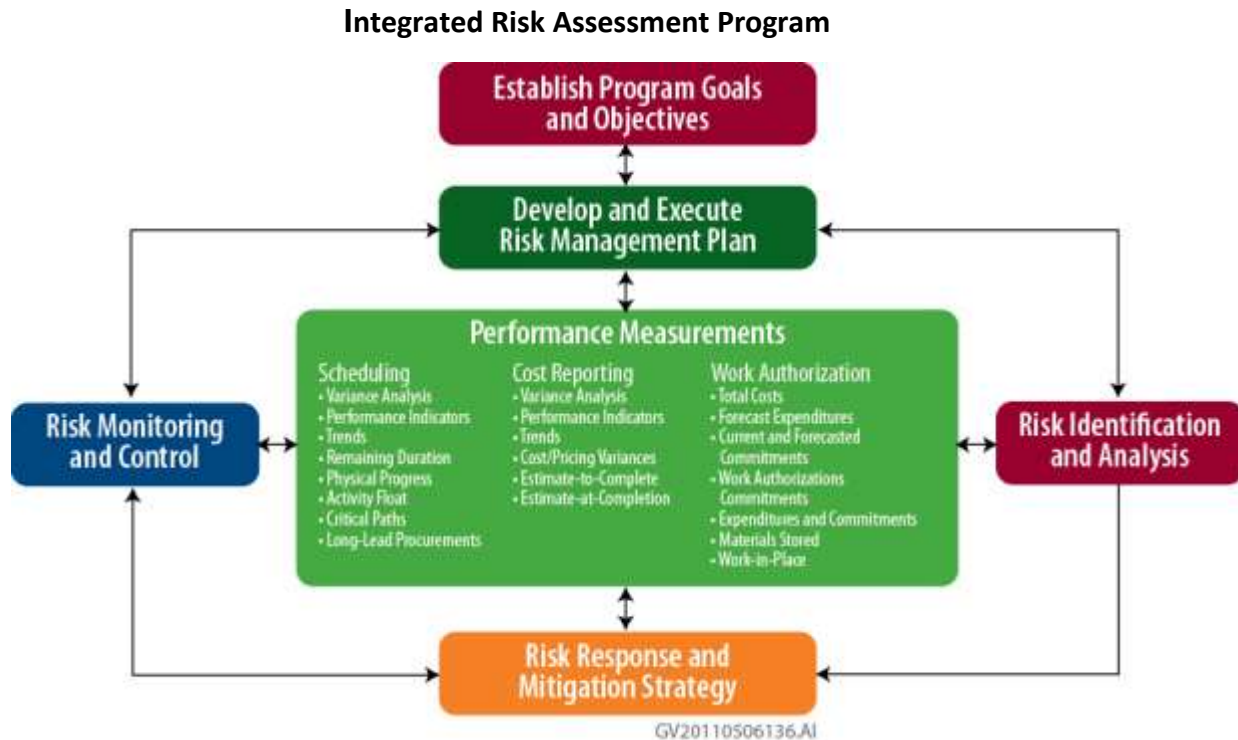 Integrated Risk Assessment Program
Establish Program Goals
and Objectives
Develop and Execute
Risk Management Plan
Performance Measurements
Scheduling
• Variance Analysis
• Performance Indicators
• Trends
• Remaining Duration
• Physical Progress
• Activity Float
• Critical Paths
• Long-Lead Procurements
Cost Reporting
• Variance Analysis
• Performance Indicators
• Trends
• Cost/Pricing Variances
• Estimate-to-Complete
• Estimate-at-Completion
Work Authorization
• Total Costs
• Forecast Expenditures
• Current and Forecasted
Commitments
• Work Authorizations
Commitments
• Expenditures and Commitments
• Materials Stored
• Work-in-Place
Risk Monitoring
and Control
Risk Identification
and Analysis
Risk Response and
Mitigation Strategy
GV20110506136.AI